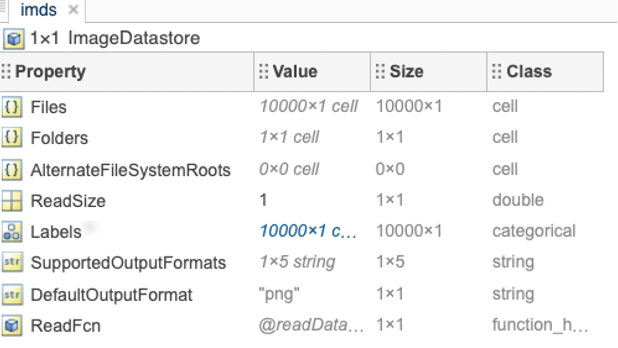 imds ×
1×1 ImageDatastore
Property Value Size Class
{} Files 10000×1 cell 10000×1 cell
{} Folders 1×1 cell 1×1 cell
{} AlternateFileSystemRoots 0×0 cell 0×0 cell
ReadSize 1 1×1 double
Labels 10000×1 c... 10000×1 categorical
str SupportedOutputFormats 1×5 string 1×5 string
str DefaultOutputFormat "png" 1×1 string
ReadFcn @readData... 1×1 function_h...